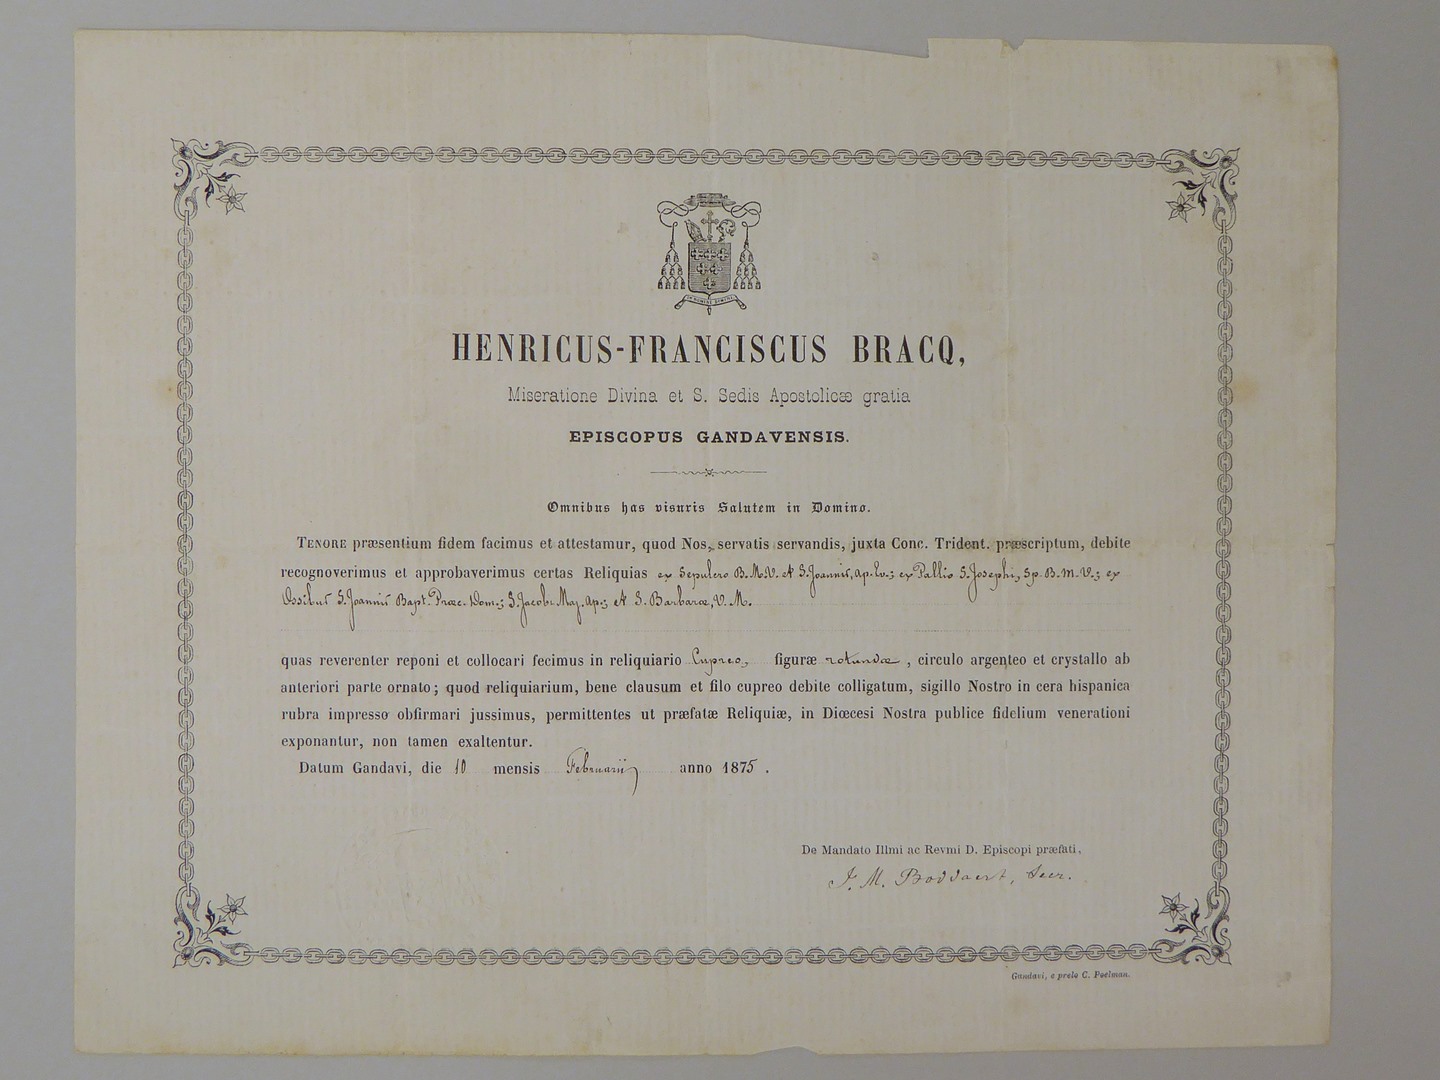 HENRICUS-FRANCISCUS BRACQ,
Miseratione Divina et S. Sedis Apostolicæ gratia
EPISCOPUS GANDAVENSIS.
Omnibus has visuris Salutem in Domino.
TENORE præsentium fidem facimus et attestamur, quod Nos, servatis servandis, juxta Conc. Trident. præscriptum, debite
recognoverimus et approbaverimus certas Reliquias ex Sepulcro B.M.V. et S. Joannis, ap. Ev.; ex Pallio S. Josephi, Sp. B.M.V.; ex
Ossibus S. Joannis Bapt. Præc. Dom.; S. Jacobi Maj. Ap.; et S. Barbaræ, V.M.
quas reverenter reponi et collocari fecimus in reliquiario Cupreo, figuræ rotundæ, circulo argenteo et crystallo ab
anteriori parte ornato; quod reliquiarium, bene clausum et filo cupreo debite colligatum, sigillo Nostro in cera hispanica
rubra impresso obfirmari jussimus, permittentes ut præfatæ Reliquiæ, in Diœcesi Nostra publice fidelium venerationi
exponantur, non tamen exaltentur.
Datum Gandavi, die 10 mensis Februarii anno 1875.
De Mandato Illmi ac Revmi D. Episcopi præfati,
J. M. Boddaert, Secr.
Gandavi, e prelo C. Poelman.